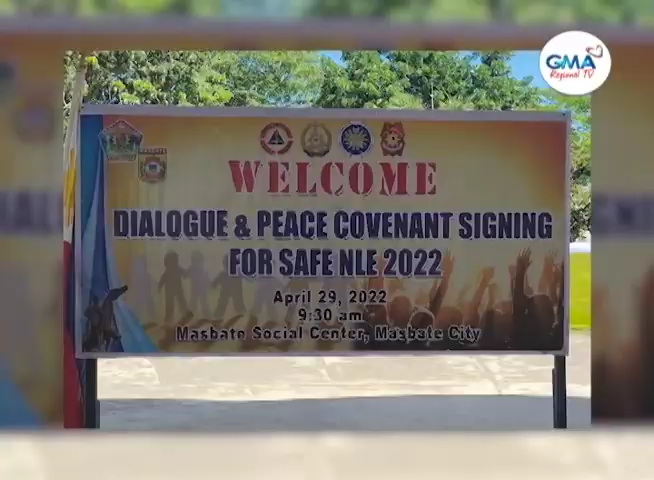 GMA
Regional TV
WELCOME
DIALOGUE & PEACE COVENANT SIGNING
FOR SAFE NLE 2022
April 29, 2022
9:30 am
Masbate Social Center, Masbate City